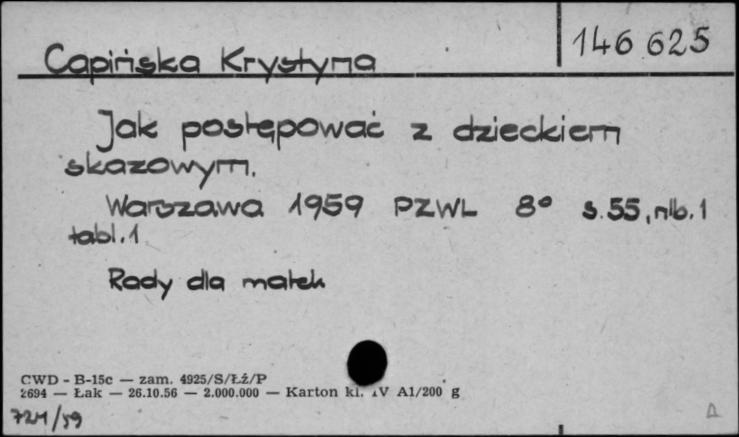 Capińska Krystyna
146 625
Jak postępować z dzieckiem
skazowym.
Warszawa 1959 PZWL 8° s.55, nlb.1
tabl.1
Rady dla matek
CWD - B-15c — zam. 4925/S/Łż/P
2694 — Łak — 26.10.56 — 2.000.000 — Karton kl. IV A1/200 g
/59